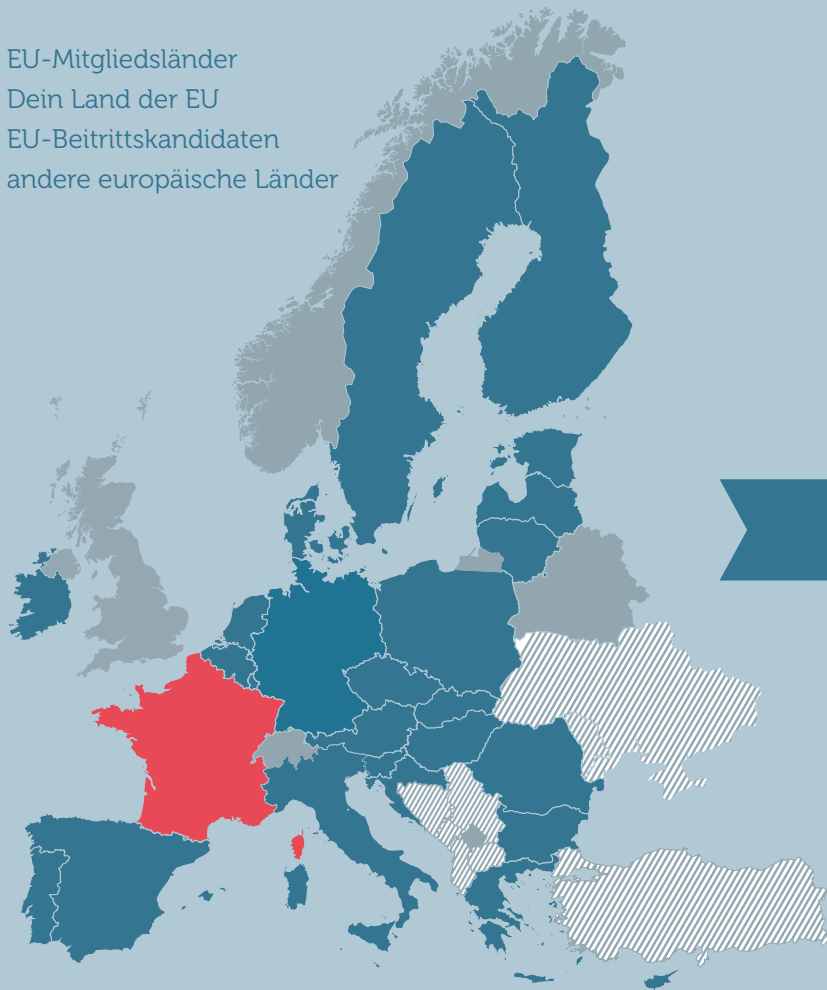 EU-Mitgliedsländer
Dein Land der EU
EU-Beitrittskandidaten
andere europäische Länder